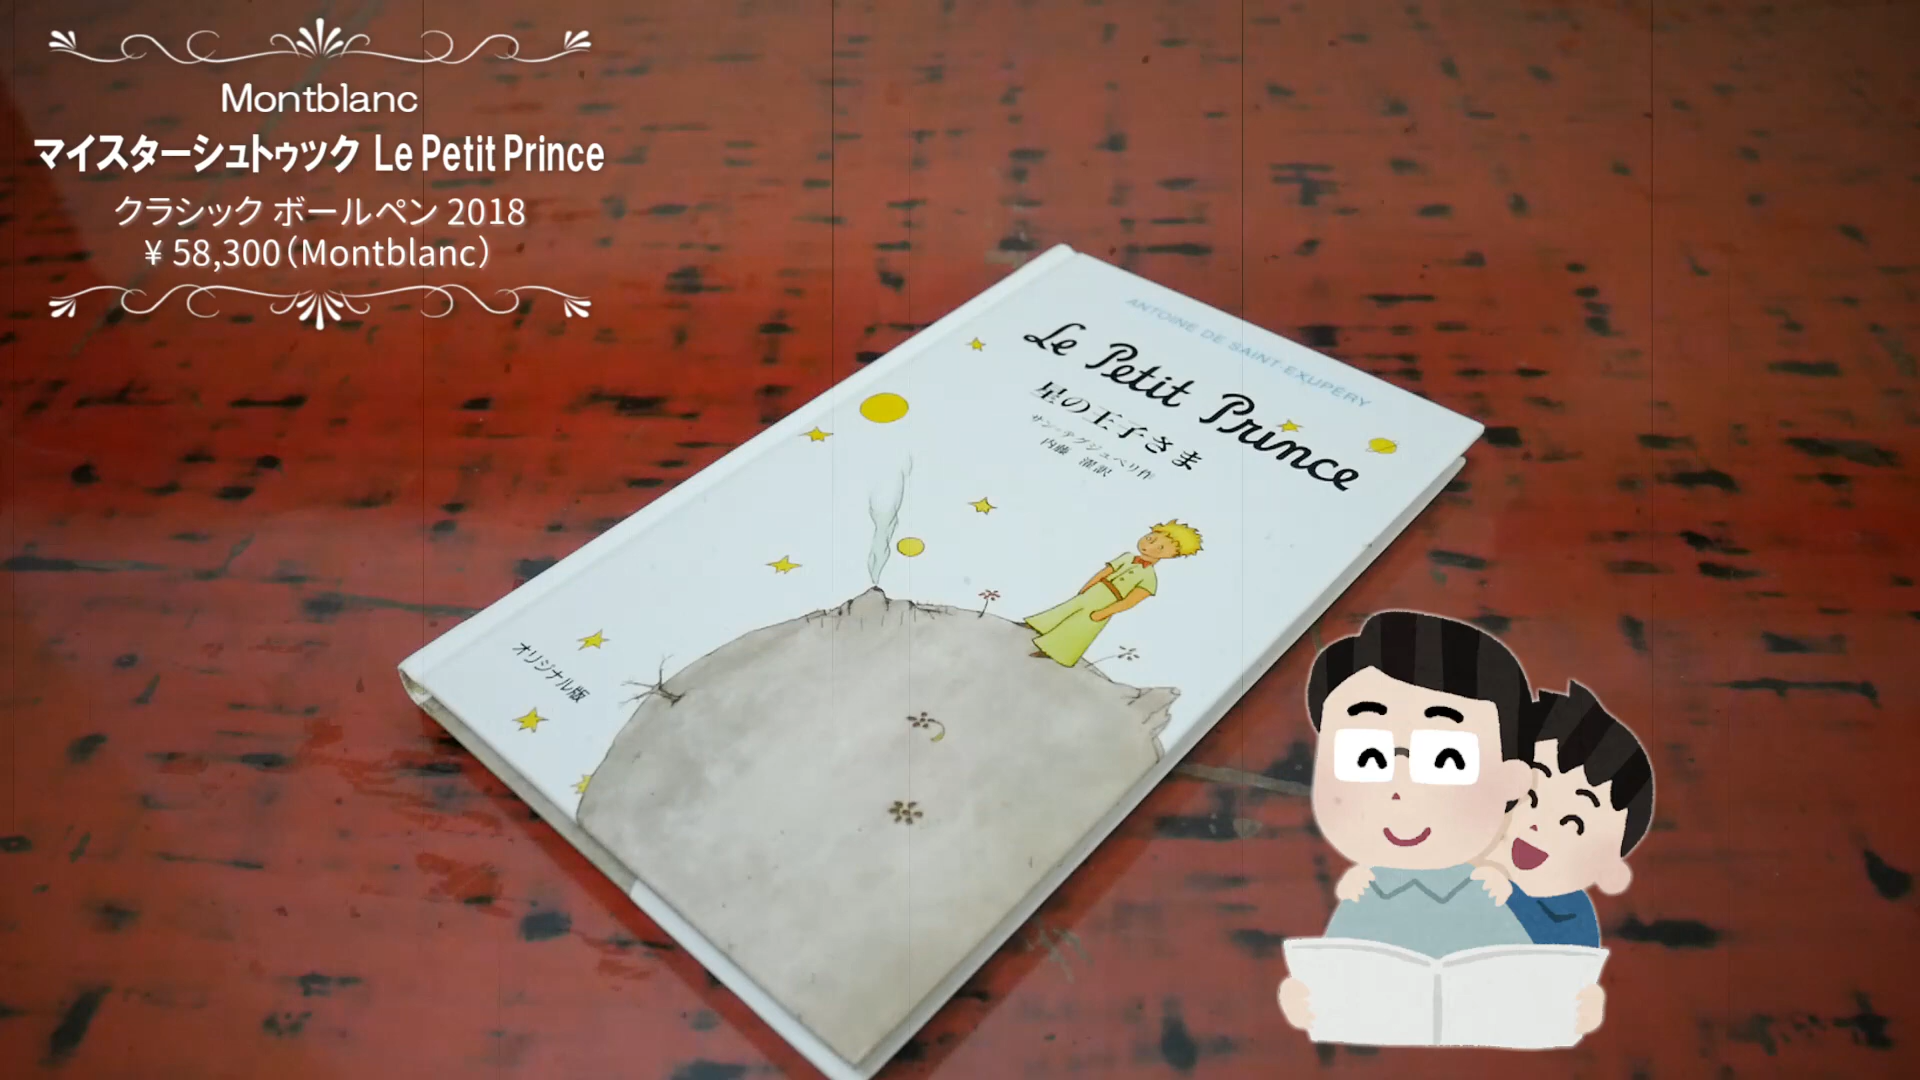 Montblanc
マイスターシュトゥック Le Petit Prince
クラシック ボールペン 2018
¥ 58,300(Montblanc)
ANTOINE DE SAINT-EXUPÉRY
Le Petit Prince
星の王子さま
サン=テグジュペリ作
内藤 濯訳
オリジナル版